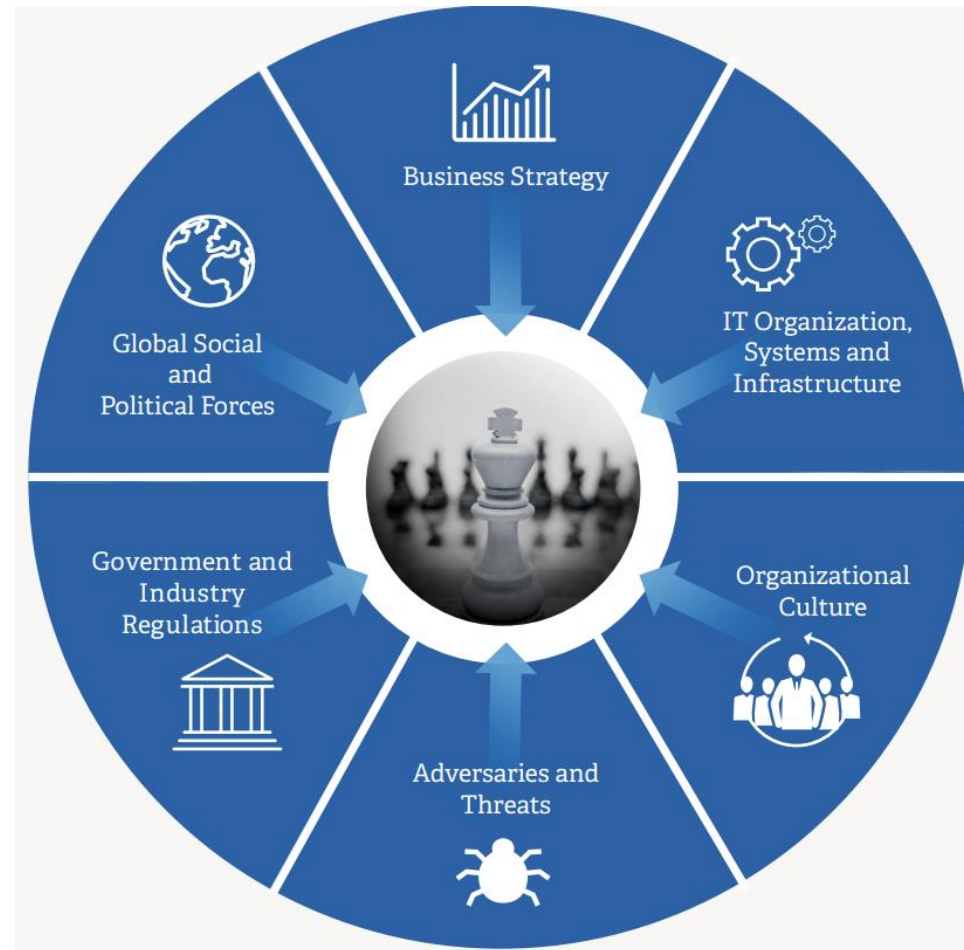 Business Strategy
IT Organization,
Systems and
Infrastructure
Organizational
Culture
Adversaries and
Threats
Government and
Industry
Regulations
Global Social
and
Political Forces